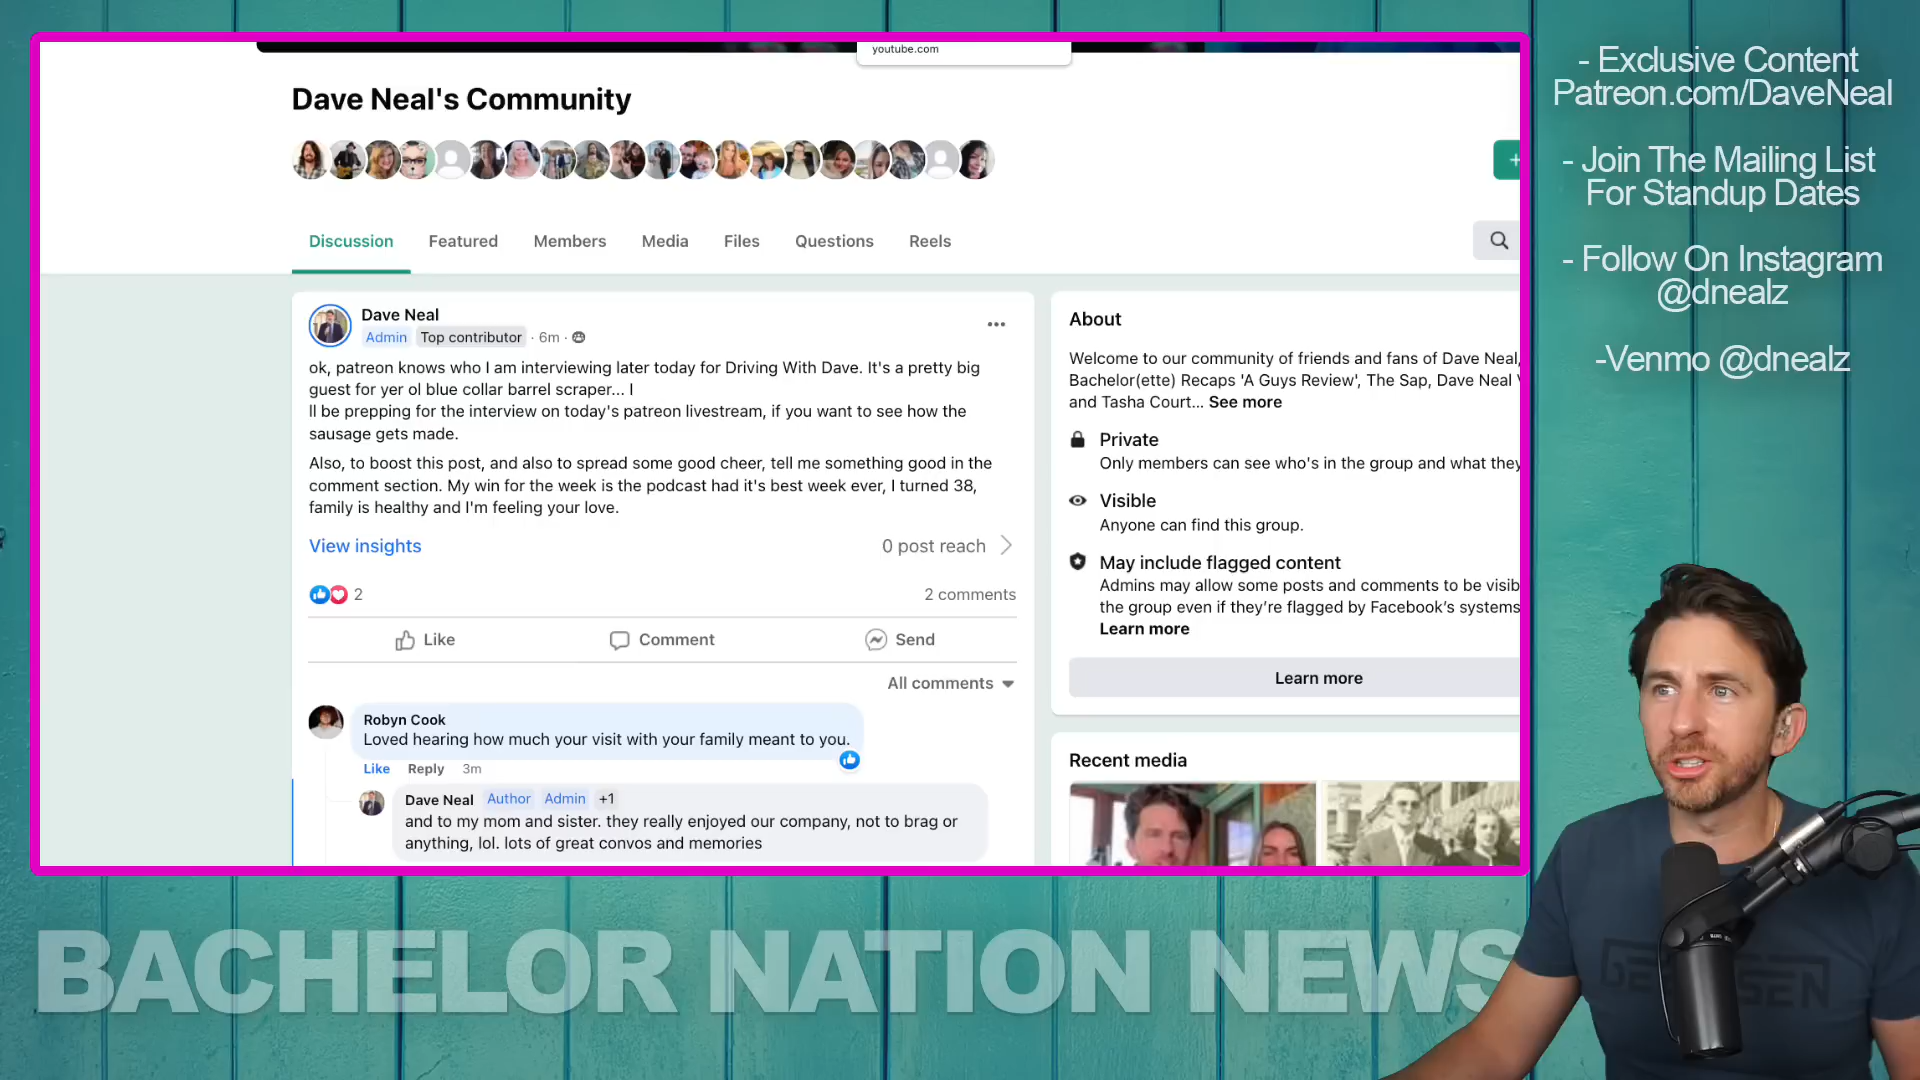 youtube.com
Dave Neal's Community
Discussion
Featured
Members
Media
Files
Questions
Reels
Dave Neal
Admin
Top contributor
· 6m ·
ok, patreon knows who I am interviewing later today for Driving With Dave. It's a pretty big
guest for yer ol blue collar barrel scraper... I
ll be prepping for the interview on today's patreon livestream, if you want to see how the
sausage gets made.
Also, to boost this post, and also to spread some good cheer, tell me something good in the
comment section. My win for the week is the podcast had it's best week ever, I turned 38,
family is healthy and I'm feeling your love.
View insights
0 post reach
2
2 comments
Like
Comment
Send
All comments
Robyn Cook
Loved hearing how much your visit with your family meant to you.
Like
Reply
3m
Dave Neal
Author
Admin
+1
and to my mom and sister. they really enjoyed our company, not to brag or
anything, lol. lots of great convos and memories
About
Welcome to our community of friends and fans of Dave Neal,
Bachelor(ette) Recaps 'A Guys Review', The Sap, Dave Neal
and Tasha Court... See more
Private
Only members can see who's in the group and what they
Visible
Anyone can find this group.
May include flagged content
Admins may allow some posts and comments to be visib
the group even if they're flagged by Facebook's systems
Learn more
Learn more
Recent media
- Exclusive Content
Patreon.com/DaveNeal
- Join The Mailing List
For Standup Dates
- Follow On Instagram
@dnealz
-Venmo @dnealz
BACHELOR NATION NEWS